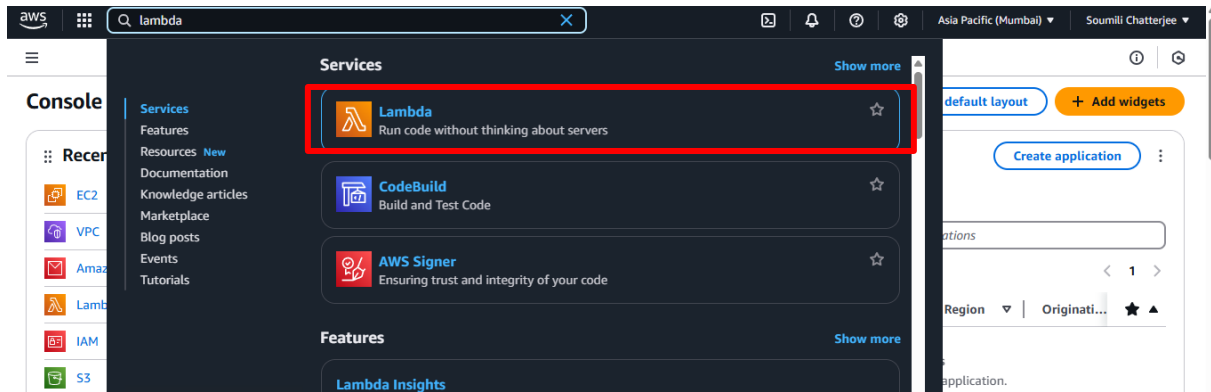 aws
lambda
Asia Pacific (Mumbai)
Soumili Chatterjee
Console
default layout
+ Add widgets
Recen
EC2
VPC
Amaz
Lamb
IAM
S3
Services
Features
Resources New
Documentation
Knowledge articles
Marketplace
Blog posts
Events
Tutorials
Services
Show more
Lambda
Run code without thinking about servers
CodeBuild
Build and Test Code
AWS Signer
Ensuring trust and integrity of your code
Features
Show more
Lambda Insights
Create application
ations
1
Region
Originati...
application.